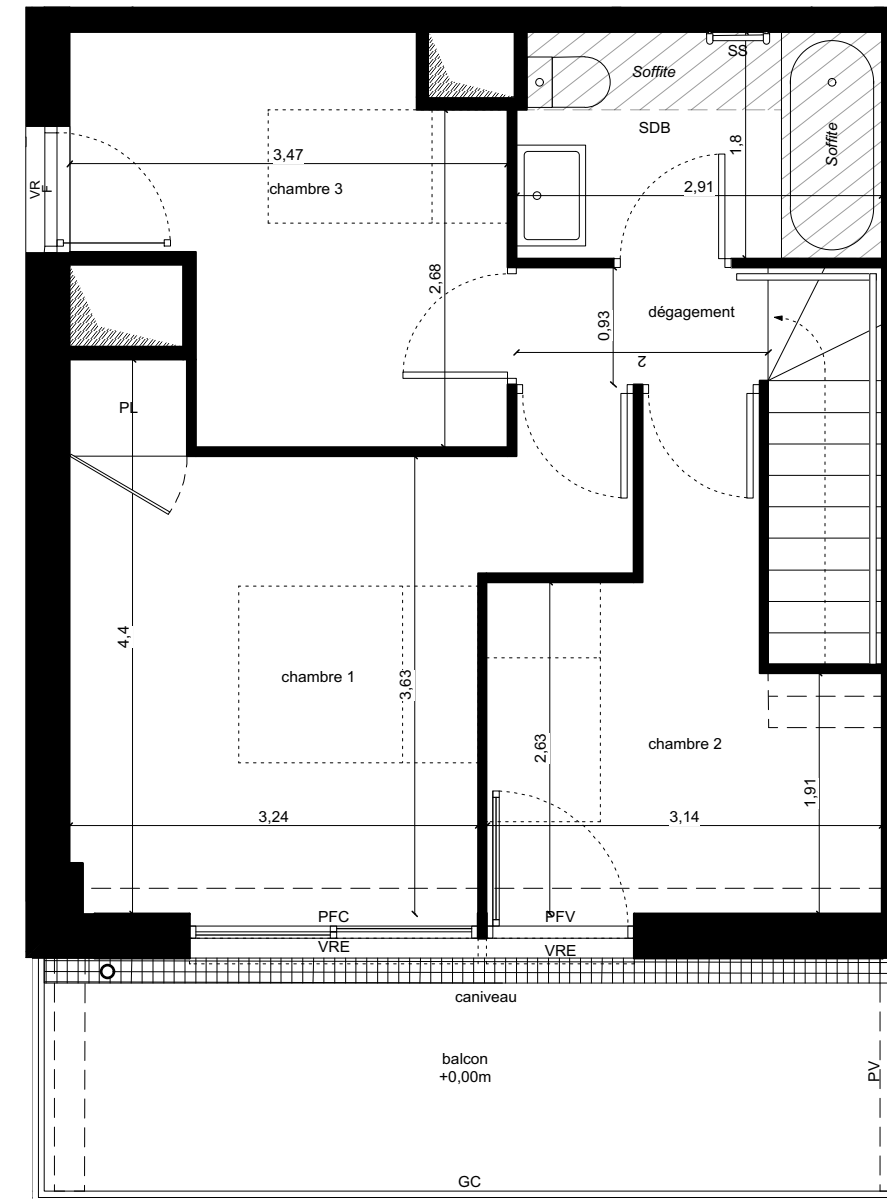 SS
Soffite
SDB
1,8
Soffite
3,47
VR
F
chambre 3
2,91
2,68
0,93
dégagement
2
PL
4,4
chambre 1
3,63
chambre 2
2,63
1,91
3,24
3,14
PFC
PFV
VRE
VRE
caniveau
balcon
+0,00m
PV
GC